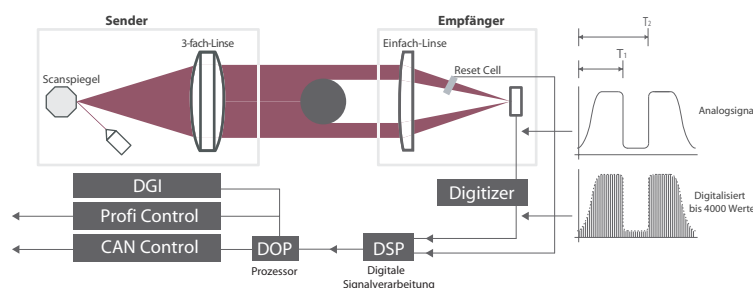 Sender
Empfänger
T2
3-fach-Linse
Einfach-Linse
T1
Reset Cell
Scanspiegel
Analogsignal
DGI
Digitizer
Digitalisiert
bis 4000 Werte
Profi Control
CAN Control
DOP
DSP
Prozessor
Digitale
Signalverarbeitung